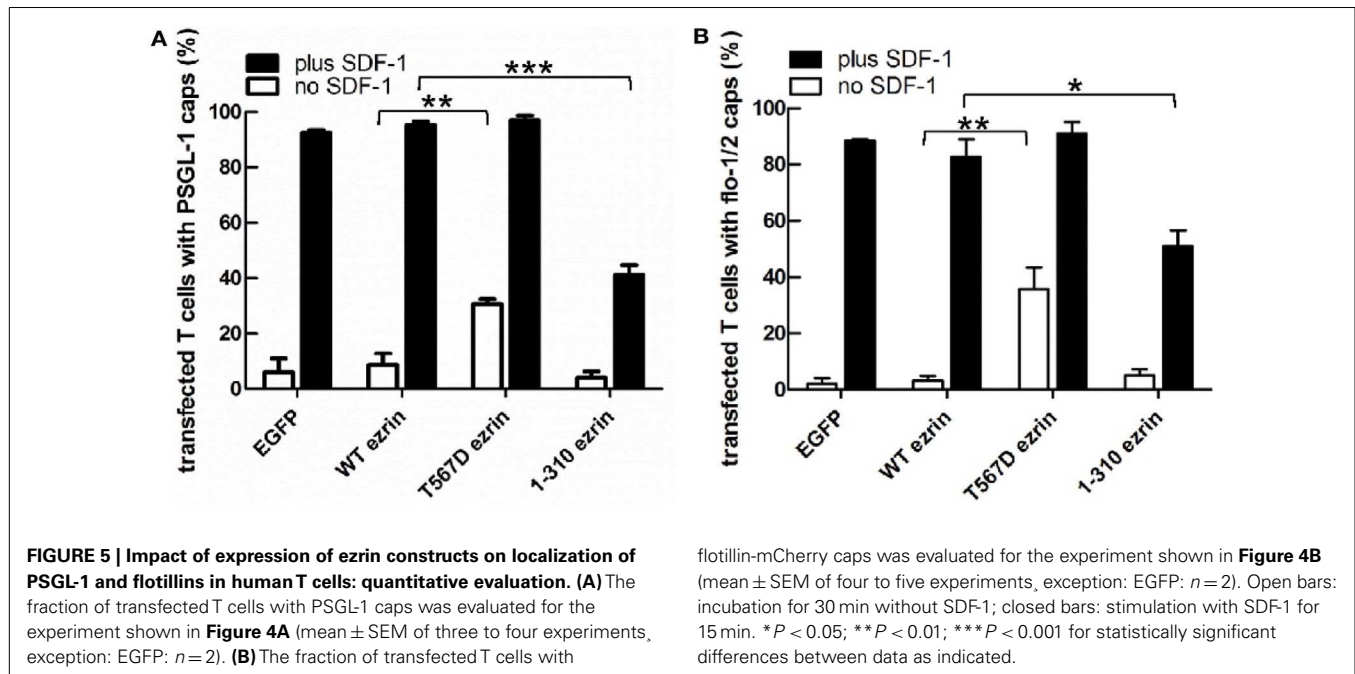 A
plus SDF-1
no SDF-1
***
**
transfected T cells with PSGL-1 caps (%)
100
80
60
40
20
0
EGFP
WT ezrin
T567D ezrin
1-310 ezrin
B
plus SDF-1
no SDF-1
*
**
transfected T cells with flo-1/2 caps (%)
100
80
60
40
20
0
EGFP
WT ezrin
T567D ezrin
1-310 ezrin
FIGURE 5 | Impact of expression of ezrin constructs on localization of
PSGL-1 and flotillins in human T cells: quantitative evaluation. (A) The
fraction of transfected T cells with PSGL-1 caps was evaluated for the
experiment shown in Figure 4A (mean ± SEM of three to four experiments,
exception: EGFP: n = 2). (B) The fraction of transfected T cells with
flotillin-mCherry caps was evaluated for the experiment shown in Figure 4B
(mean ± SEM of four to five experiments, exception: EGFP: n = 2). Open bars:
incubation for 30 min without SDF-1; closed bars: stimulation with SDF-1 for
15 min. *P < 0.05; **P < 0.01; ***P < 0.001 for statistically significant
differences between data as indicated.